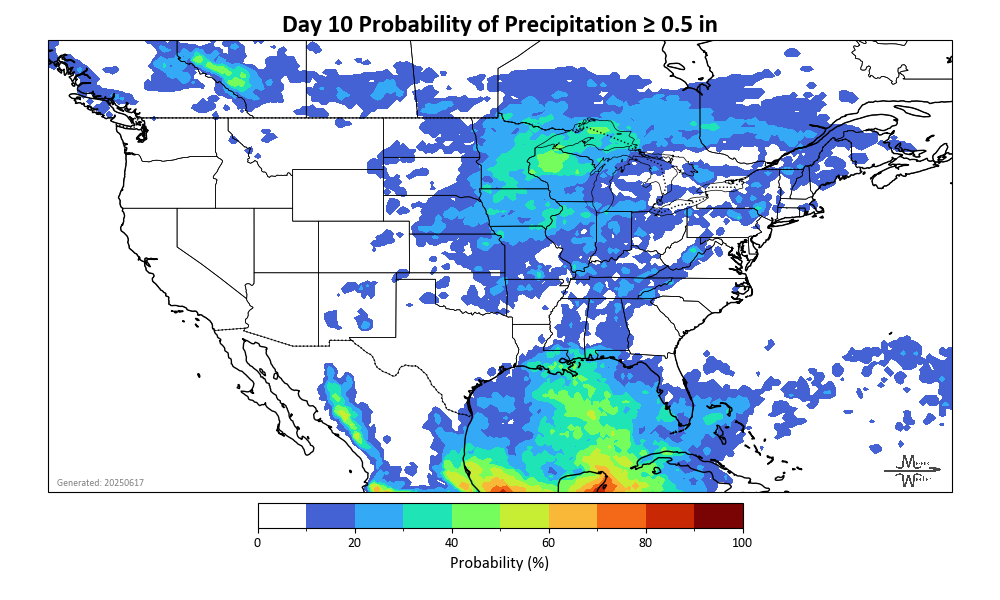 Day 10 Probability of Precipitation ≥ 0.5 in
Generated: 20250617
0 20 40 60 80 100
Probability (%)